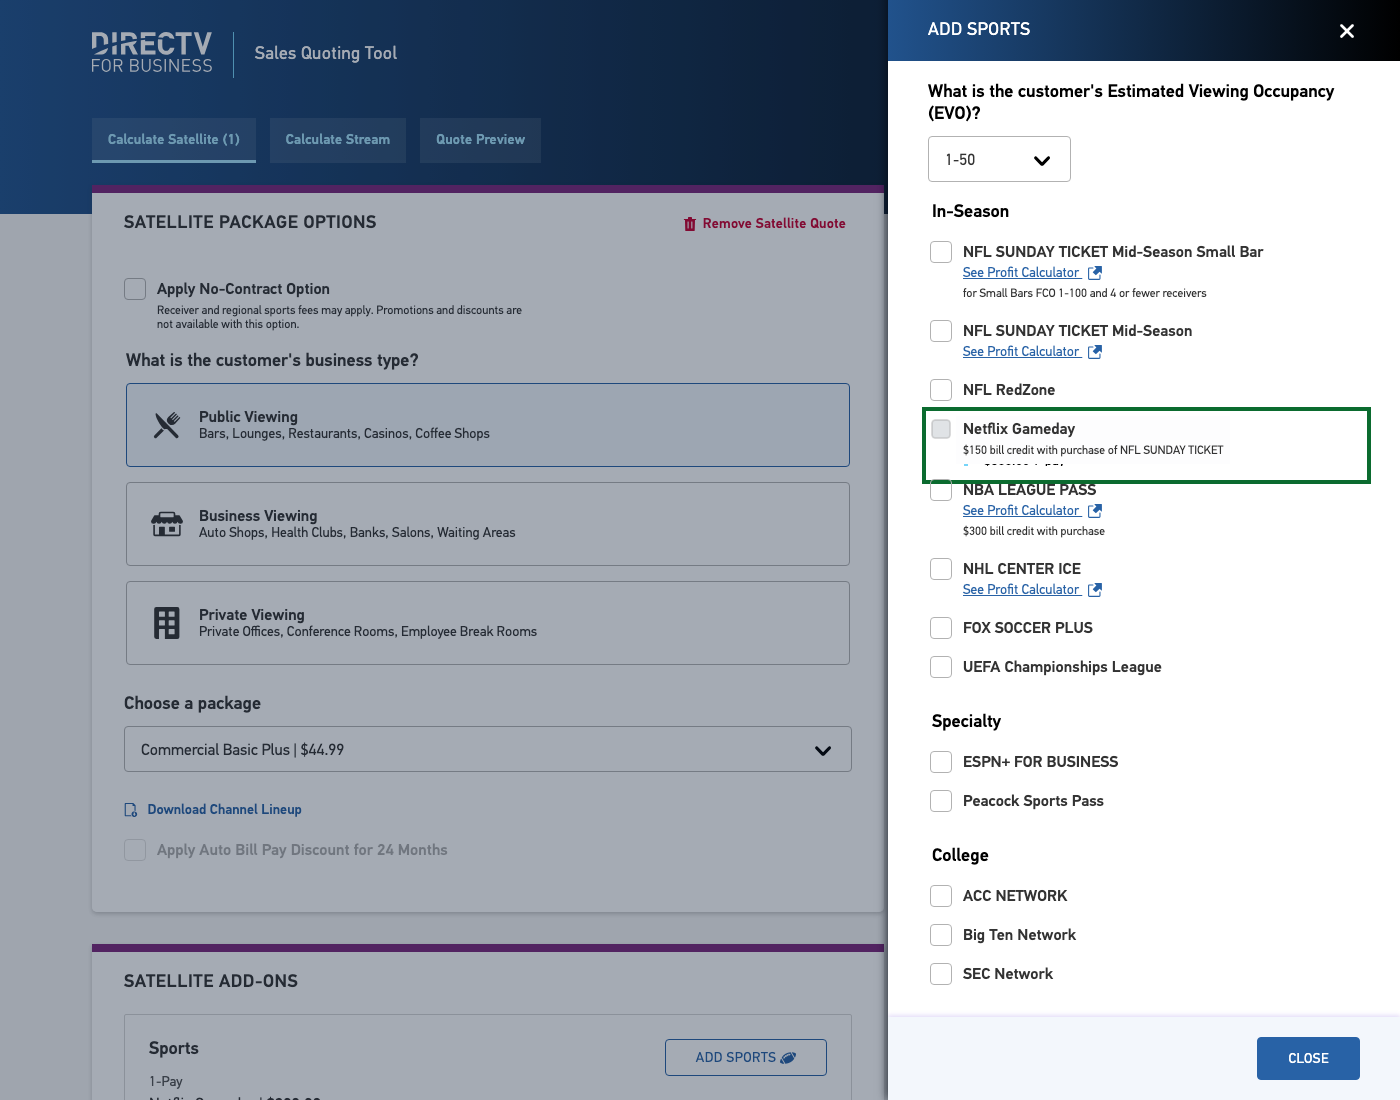 DIRECTV
FOR BUSINESS
Sales Quoting Tool
Calculate Satellite (1)
Calculate Stream
Quote Preview
SATELLITE PACKAGE OPTIONS
Remove Satellite Quote
Apply No-Contract Option
Receiver and regional sports fees may apply. Promotions and discounts are
not available with this option.
What is the customer's business type?
Public Viewing
Bars, Lounges, Restaurants, Casinos, Coffee Shops
Business Viewing
Auto Shops, Health Clubs, Banks, Salons, Waiting Areas
Private Viewing
Private Offices, Conference Rooms, Employee Break Rooms
Choose a package
Commercial Basic Plus | $44.99
Download Channel Lineup
Apply Auto Bill Pay Discount for 24 Months
SATELLITE ADD-ONS
Sports
ADD SPORTS
1-Pay
ADD SPORTS
What is the customer's Estimated Viewing Occupancy
(EVO)?
1-50
In-Season
NFL SUNDAY TICKET Mid-Season Small Bar
See Profit Calculator
for Small Bars FCO 1-100 and 4 or fewer receivers
NFL SUNDAY TICKET Mid-Season
See Profit Calculator
NFL RedZone
Netflix Gameday
$150 bill credit with purchase of NFL SUNDAY TICKET
NBA LEAGUE PASS
See Profit Calculator
$300 bill credit with purchase
NHL CENTER ICE
See Profit Calculator
FOX SOCCER PLUS
UEFA Championships League
Specialty
ESPN+ FOR BUSINESS
Peacock Sports Pass
College
ACC NETWORK
Big Ten Network
SEC Network
CLOSE